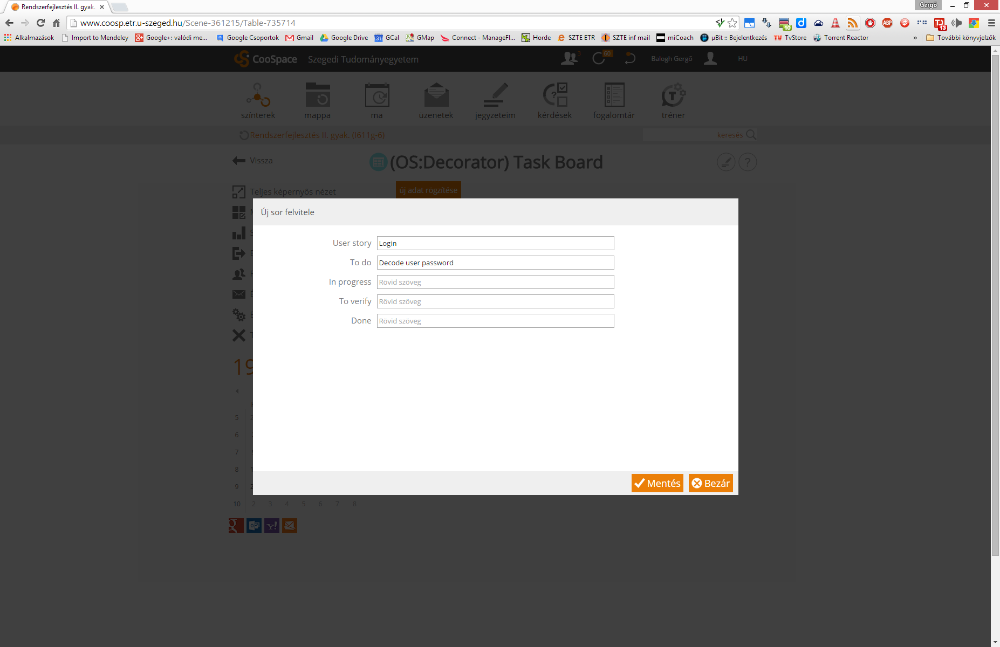 Rendszerfejlesztés II. gyak.
Gergő
www.coosp.etr.u-szeged.hu/Scene-361215/Table-735714
10
ABP
13
Alkalmazások Import to Mendeley Google+: valódi me... Google Csoportok Gmail Google Drive 31 GCal GMap Connect - ManageFl... Horde SZTE ETR SZTE inf mail miCoach µBit :: Bejelentkezés TvStore Torrent Reactor » További könyvjelzők
CooSpace Szegedi Tudományegyetem 3 60 Balogh Gergő HU
színterek mappa ma üzenetek jegyzeteim kérdések fogalomtár tréner
Rendszerfejlesztés II. gyak. (I611g-6) keresés
Vissza (OS:Decorator) Task Board ?
Teljes képernyős nézet új adat rögzítése
Új sor felvitele
User story Login
To do Decode user password
In progress Rövid szöveg
To verify Rövid szöveg
Done Rövid szöveg
19
5
6
7
8
9
10 2 3 4 5 6 7 8
Mentés Bezár